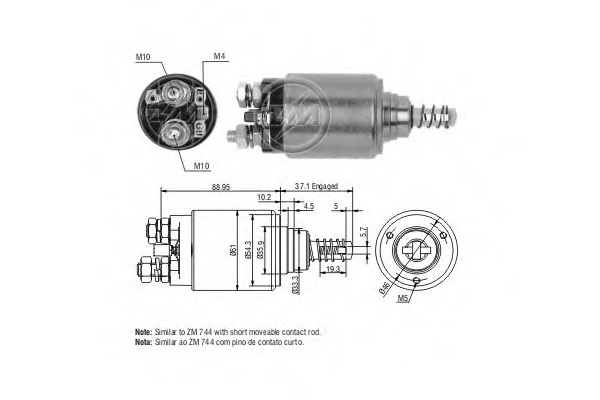 M10
M4
ZM
M10
88.95
37.1 Engaged
10.2
4.5
5
5.7
Ø61
Ø54.3
Ø35.9
Ø33.3
19.3
Ø46
M5
Note: Similar to ZM 744 with short moveable contact rod.
Nota: Similar ao ZM 744 com pino de contato curto.